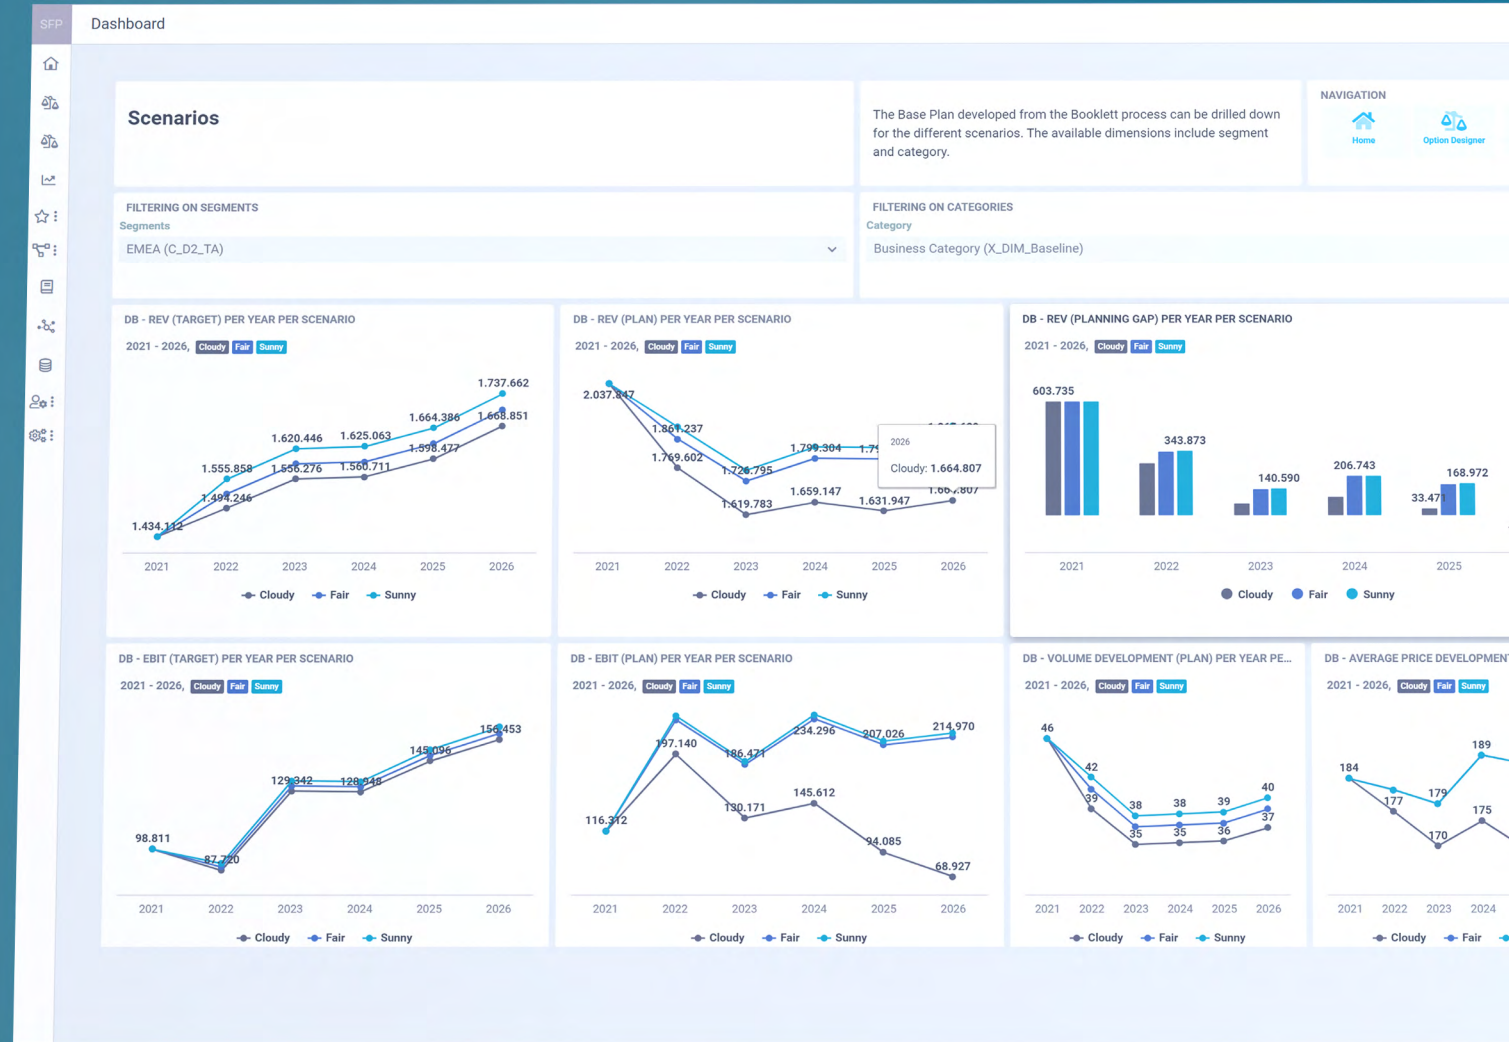 SFP
Dashboard
Scenarios
The Base Plan developed from the Booklett process can be drilled down
for the different scenarios. The available dimensions include segment
and category.
NAVIGATION
Home
Option Designer
FILTERING ON SEGMENTS
Segments
EMEA (C_D2_TA)
FILTERING ON CATEGORIES
Category
Business Category (X_DIM_Baseline)
DB - REV (TARGET) PER YEAR PER SCENARIO
2021 - 2026, Cloudy Fair Sunny
1.737.662
1.664.386
1.668.851
1.620.446
1.625.063
1.598.477
1.555.858
1.556.276
1.560.711
1.494.246
1.434.112
2021 2022 2023 2024 2025 2026
Cloudy Fair Sunny
DB - REV (PLAN) PER YEAR PER SCENARIO
2021 - 2026, Cloudy Fair Sunny
2.037.847
1.861.237
1.769.602
1.726.795
1.799.304
1.619.783
1.659.147
1.631.947
2026
Cloudy: 1.664.807
2021 2022 2023 2024 2025 2026
Cloudy Fair Sunny
DB - REV (PLANNING GAP) PER YEAR PER SCENARIO
2021 - 2026, Cloudy Fair Sunny
603.735
343.873
140.590
206.743
33.471
168.972
2021 2022 2023 2024 2025
Cloudy Fair Sunny
DB - EBIT (TARGET) PER YEAR PER SCENARIO
2021 - 2026, Cloudy Fair Sunny
98.811
87.720
129.342
128.948
145.096
156.453
2021 2022 2023 2024 2025 2026
Cloudy Fair Sunny
DB - EBIT (PLAN) PER YEAR PER SCENARIO
2021 - 2026, Cloudy Fair Sunny
116.312
197.140
186.471
234.296
207.026
214.970
130.171
145.612
94.085
68.927
2021 2022 2023 2024 2025 2026
Cloudy Fair Sunny
DB - VOLUME DEVELOPMENT (PLAN) PER YEAR PE...
2021 - 2026, Cloudy Fair Sunny
46
42
39
38 38 39 40
35 35 36 37
2021 2022 2023 2024 2025 2026
Cloudy Fair Sunny
DB - AVERAGE PRICE DEVELOPMENT
2021 - 2026, Cloudy Fair Sunny
184
177
179
189
170
175
2021 2022 2023 2024
Cloudy Fair